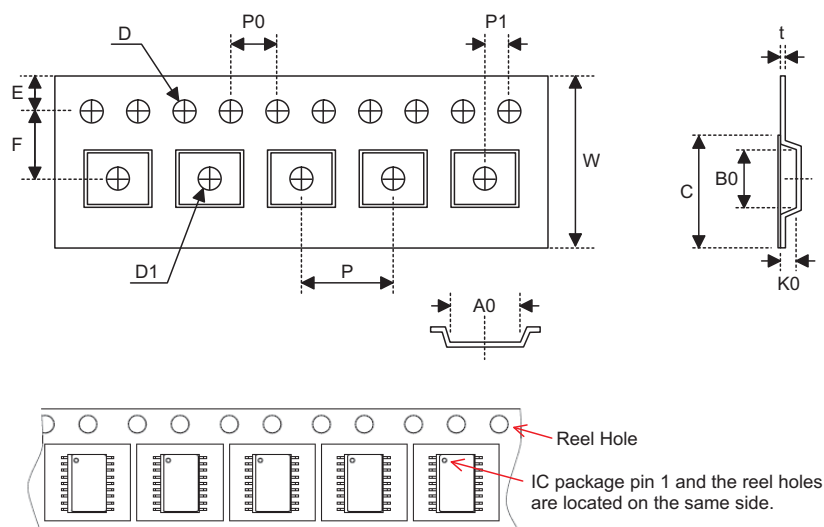 D
P0
P1
t
E
F
W
C
B0
D1
P
K0
A0
Reel Hole
IC package pin 1 and the reel holes
are located on the same side.